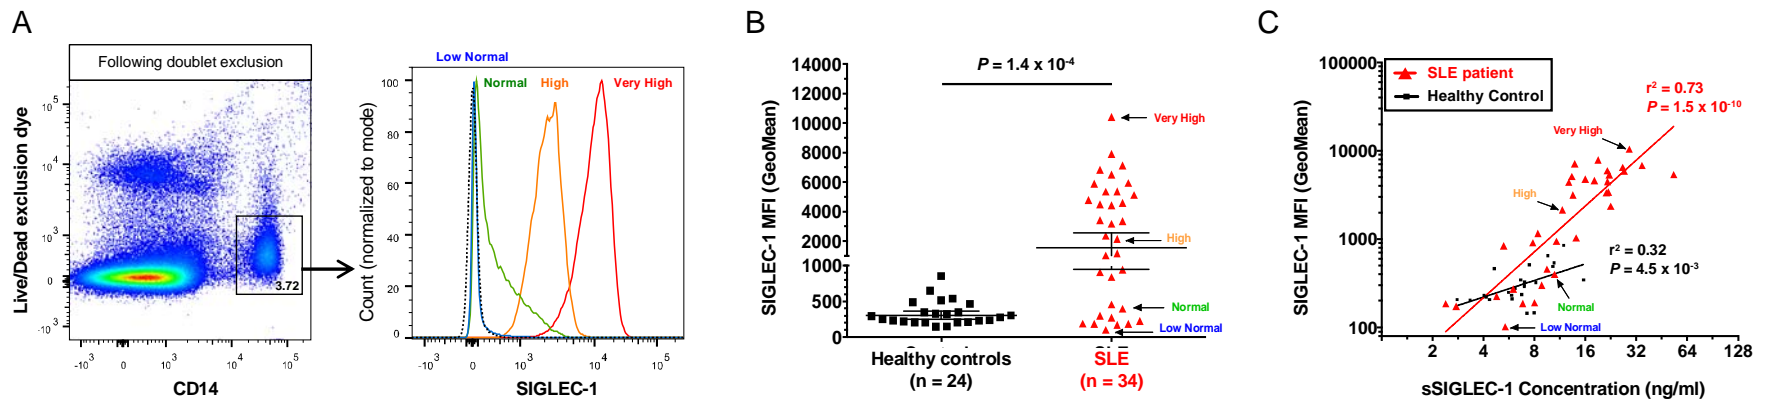 A
Following doublet exclusion
Live/Dead exclusion dye
10^5
10^4
10^3
0
-10^3
3.72
-10^3
0
10^3
10^4
10^5
CD14
Low Normal
Normal
High
Very High
Count (normalized to mode)
100
80
60
40
20
0
-10^3
0
10^3
10^4
10^5
SIGLEC-1
B
SIGLEC-1 MFI (GeoMean)
14000
12000
10000
8000
6000
4000
2000
1000
500
0
P = 1.4 x 10^-4
Very High
High
Normal
Low Normal
Healthy controls
(n = 24)
SLE
(n = 34)
C
SIGLEC-1 MFI (GeoMean)
100000
10000
1000
100
SLE patient
Healthy Control
r² = 0.73
P = 1.5 x 10^-10
Very High
High
r² = 0.32
P = 4.5 x 10^-3
Normal
Low Normal
2
4
8
16
32
64
128
sSIGLEC-1 Concentration (ng/ml)